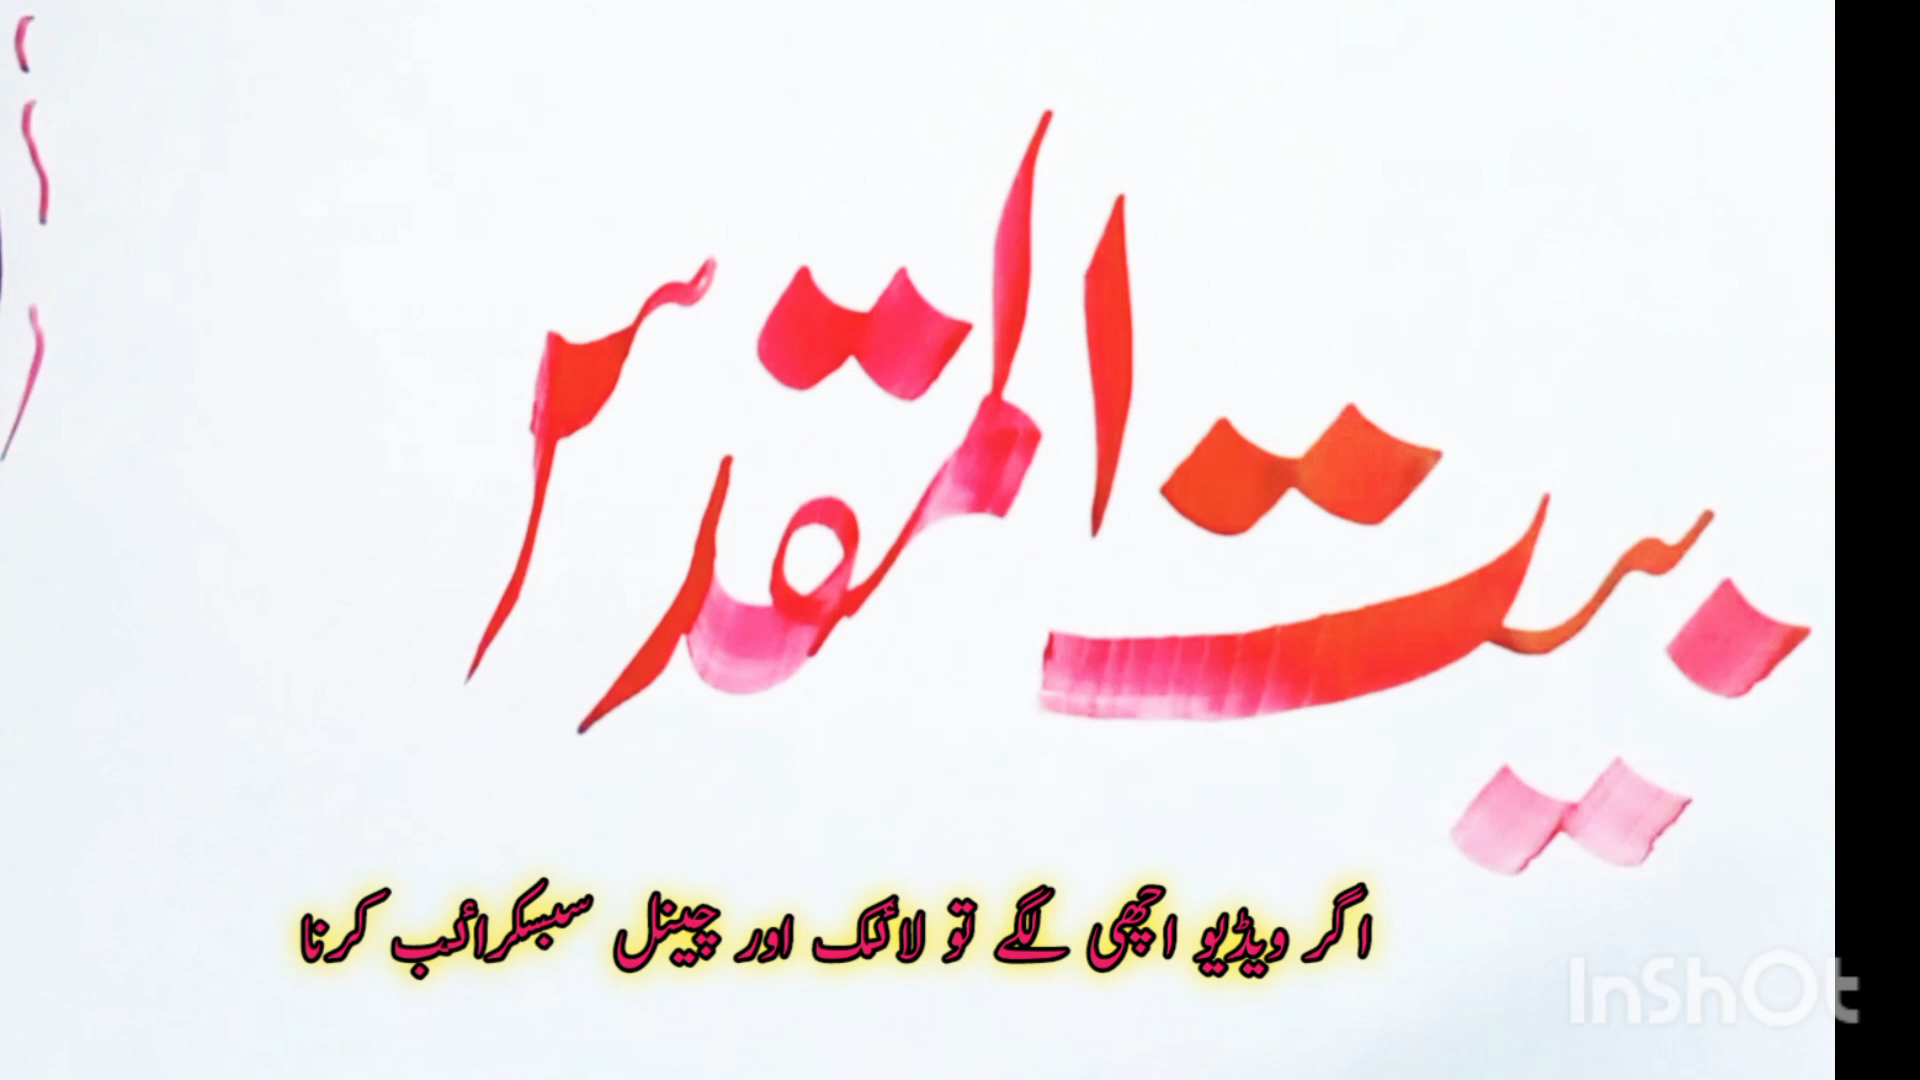 بیت المقدس
اگر ویڈیو اچھی لگے تو لائک اور چینل سبسکرائب کرنا
InShOt